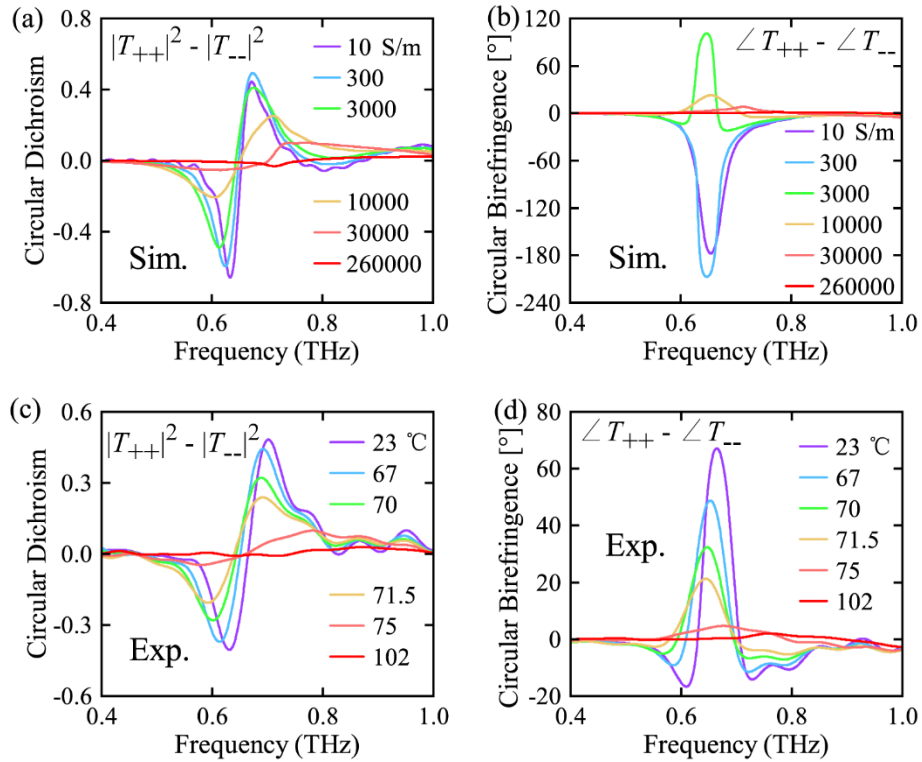 (a)
|T++|² - |T--|²
10 S/m
300
3000
10000
30000
260000
Sim.
Circular Dichroism
0.8
0.4
0.0
-0.4
-0.8
0.4 0.6 0.8 1.0
Frequency (THz)
(b)
∠T++ - ∠T--
10 S/m
300
3000
10000
30000
260000
Sim.
Circular Birefringence [°]
120
60
0
-60
-120
-180
-240
0.4 0.6 0.8 1.0
Frequency (THz)
(c)
|T++|² - |T--|²
23 ℃
67
70
71.5
75
102
Exp.
Circular Dichroism
0.6
0.3
0.0
-0.3
-0.6
0.4 0.6 0.8 1.0
Frequency (THz)
(d)
∠T++ - ∠T--
23 ℃
67
70
71.5
75
102
Exp.
Circular Birefringence [°]
80
60
40
20
0
-20
0.4 0.6 0.8 1.0
Frequency (THz)